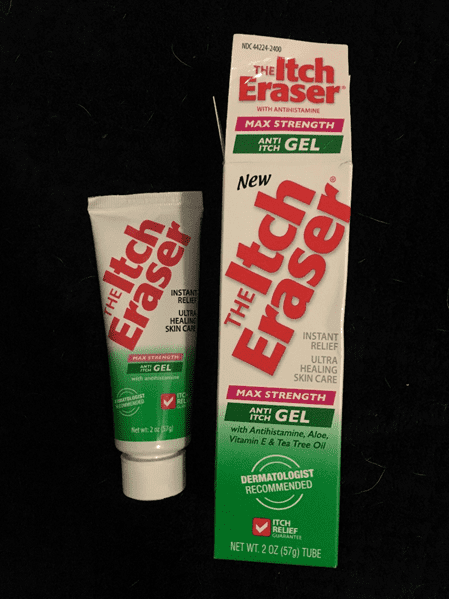 INSTANT
RELIEF
ULTRA
HEALING
SKIN CARE
THE Itch
Eraser
MAX STRENGTH
ANTI ITCH GEL
with antihistamine
DERMATOLOGIST
RECOMMENDED
ITCH
RELIEF
Net wt. 2 oz (57g)
NDC 44224-2400
THE Itch
Eraser®
WITH ANTIHISTAMINE
MAX STRENGTH
ANTI ITCH GEL
New
THE Itch
Eraser®
INSTANT
RELIEF
ULTRA
HEALING
SKIN CARE
MAX STRENGTH
ANTI ITCH GEL
with Antihistamine, Aloe,
Vitamin E & Tea Tree Oil
DERMATOLOGIST
RECOMMENDED
ITCH
RELIEF
GUARANTEE
NET WT. 2 OZ (57g) TUBE